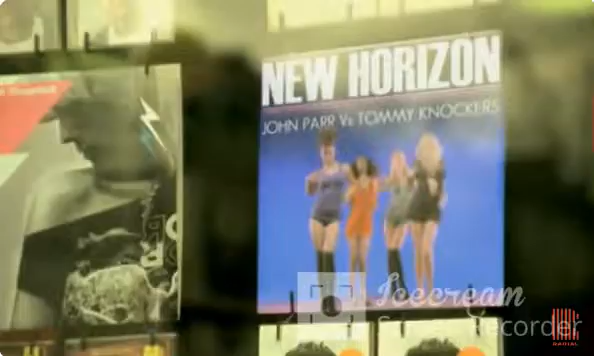 NEW HORIZON
JOHN PARR Vs TOMMY KNOCKERS
Icecream
Screen Recorder